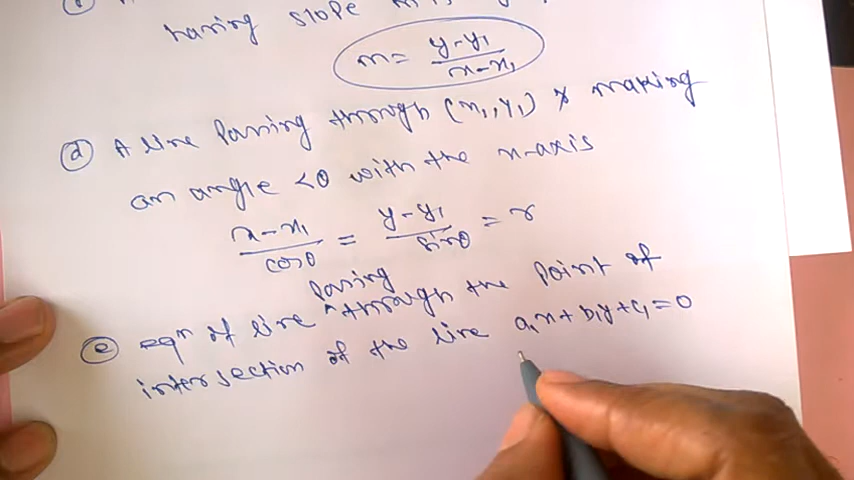 having slope
m = y-y₁/x-x₁
(d) A line passing through (x₁, y₁) & making
an angle <θ with the x-axis
x-x₁/cosθ = y-y₁/sinθ = r
(e) eqⁿ of line passing through the point of
intersection of the line a₁x+b₁y+c₁=0